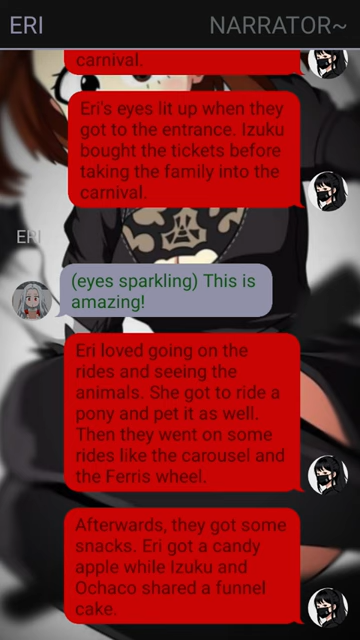 ERI NARRATOR~
carnival.
Eri's eyes lit up when they
got to the entrance. Izuku
bought the tickets before
taking the family into the
carnival.
ERI
(eyes sparkling) This is
amazing!
Eri loved going on the
rides and seeing the
animals. She got to ride a
pony and pet it as well.
Then they went on some
rides like the carousel and
the Ferris wheel.
Afterwards, they got some
snacks. Eri got a candy
apple while Izuku and
Ochaco shared a funnel
cake.